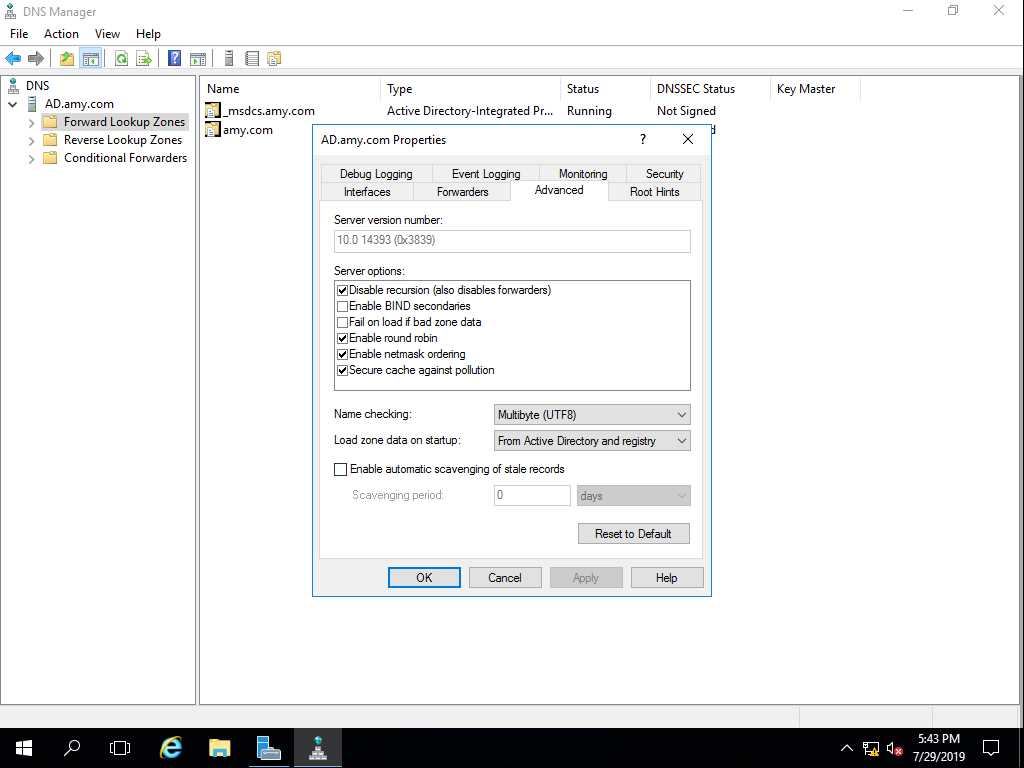 DNS Manager
File Action View Help
DNS
AD.amy.com
Forward Lookup Zones
Reverse Lookup Zones
Conditional Forwarders
Name Type Status DNSSEC Status Key Master
_msdcs.amy.com Active Directory-Integrated Pr... Running Not Signed
amy.com
AD.amy.com Properties
Debug Logging Event Logging Monitoring Security
Interfaces Forwarders Advanced Root Hints
Server version number:
10.0 14393 (0x3839)
Server options:
Disable recursion (also disables forwarders)
Enable BIND secondaries
Fail on load if bad zone data
Enable round robin
Enable netmask ordering
Secure cache against pollution
Name checking: Multibyte (UTF8)
Load zone data on startup: From Active Directory and registry
Enable automatic scavenging of stale records
Scavenging period: 0 days
Reset to Default
OK Cancel Apply Help
5:43 PM
7/29/2019